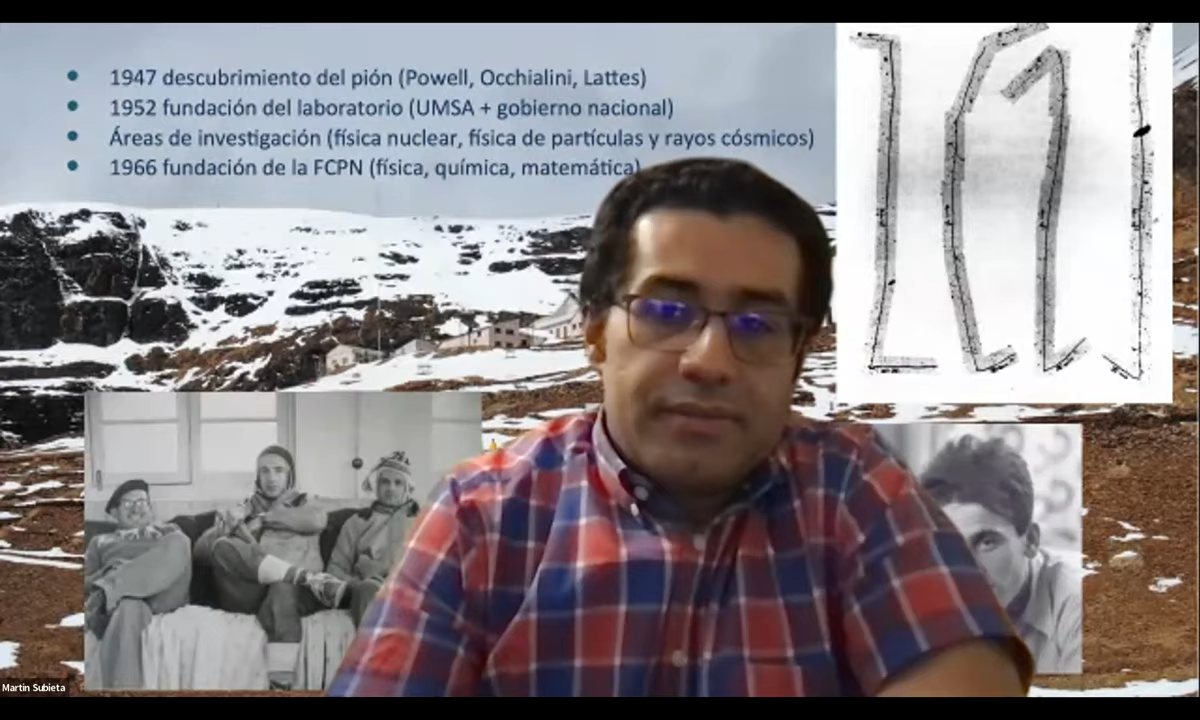 • 1947 descubrimiento del pión (Powell, Occhialini, Lattes)
• 1952 fundación del laboratorio (UMSA + gobierno nacional)
• Áreas de investigación (física nuclear, física de partículas y rayos cósmicos)
• 1966 fundación de la FCPN (física, química, matemática)
Martin Subieta